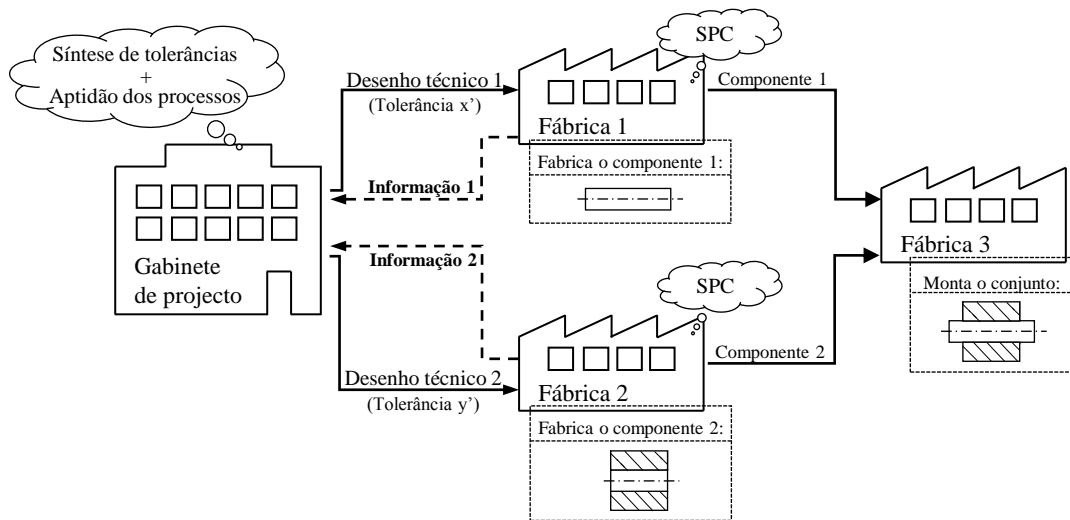 Síntese de tolerâncias
+
Aptidão dos processos
SPC
Desenho técnico 1
(Tolerância x’)
Componente 1
Fábrica 1
Fabrica o componente 1:
Informação 1
Informação 2
Gabinete
de projecto
Fábrica 3
Monta o conjunto:
SPC
Componente 2
Desenho técnico 2
(Tolerância y’)
Fábrica 2
Fabrica o componente 2: